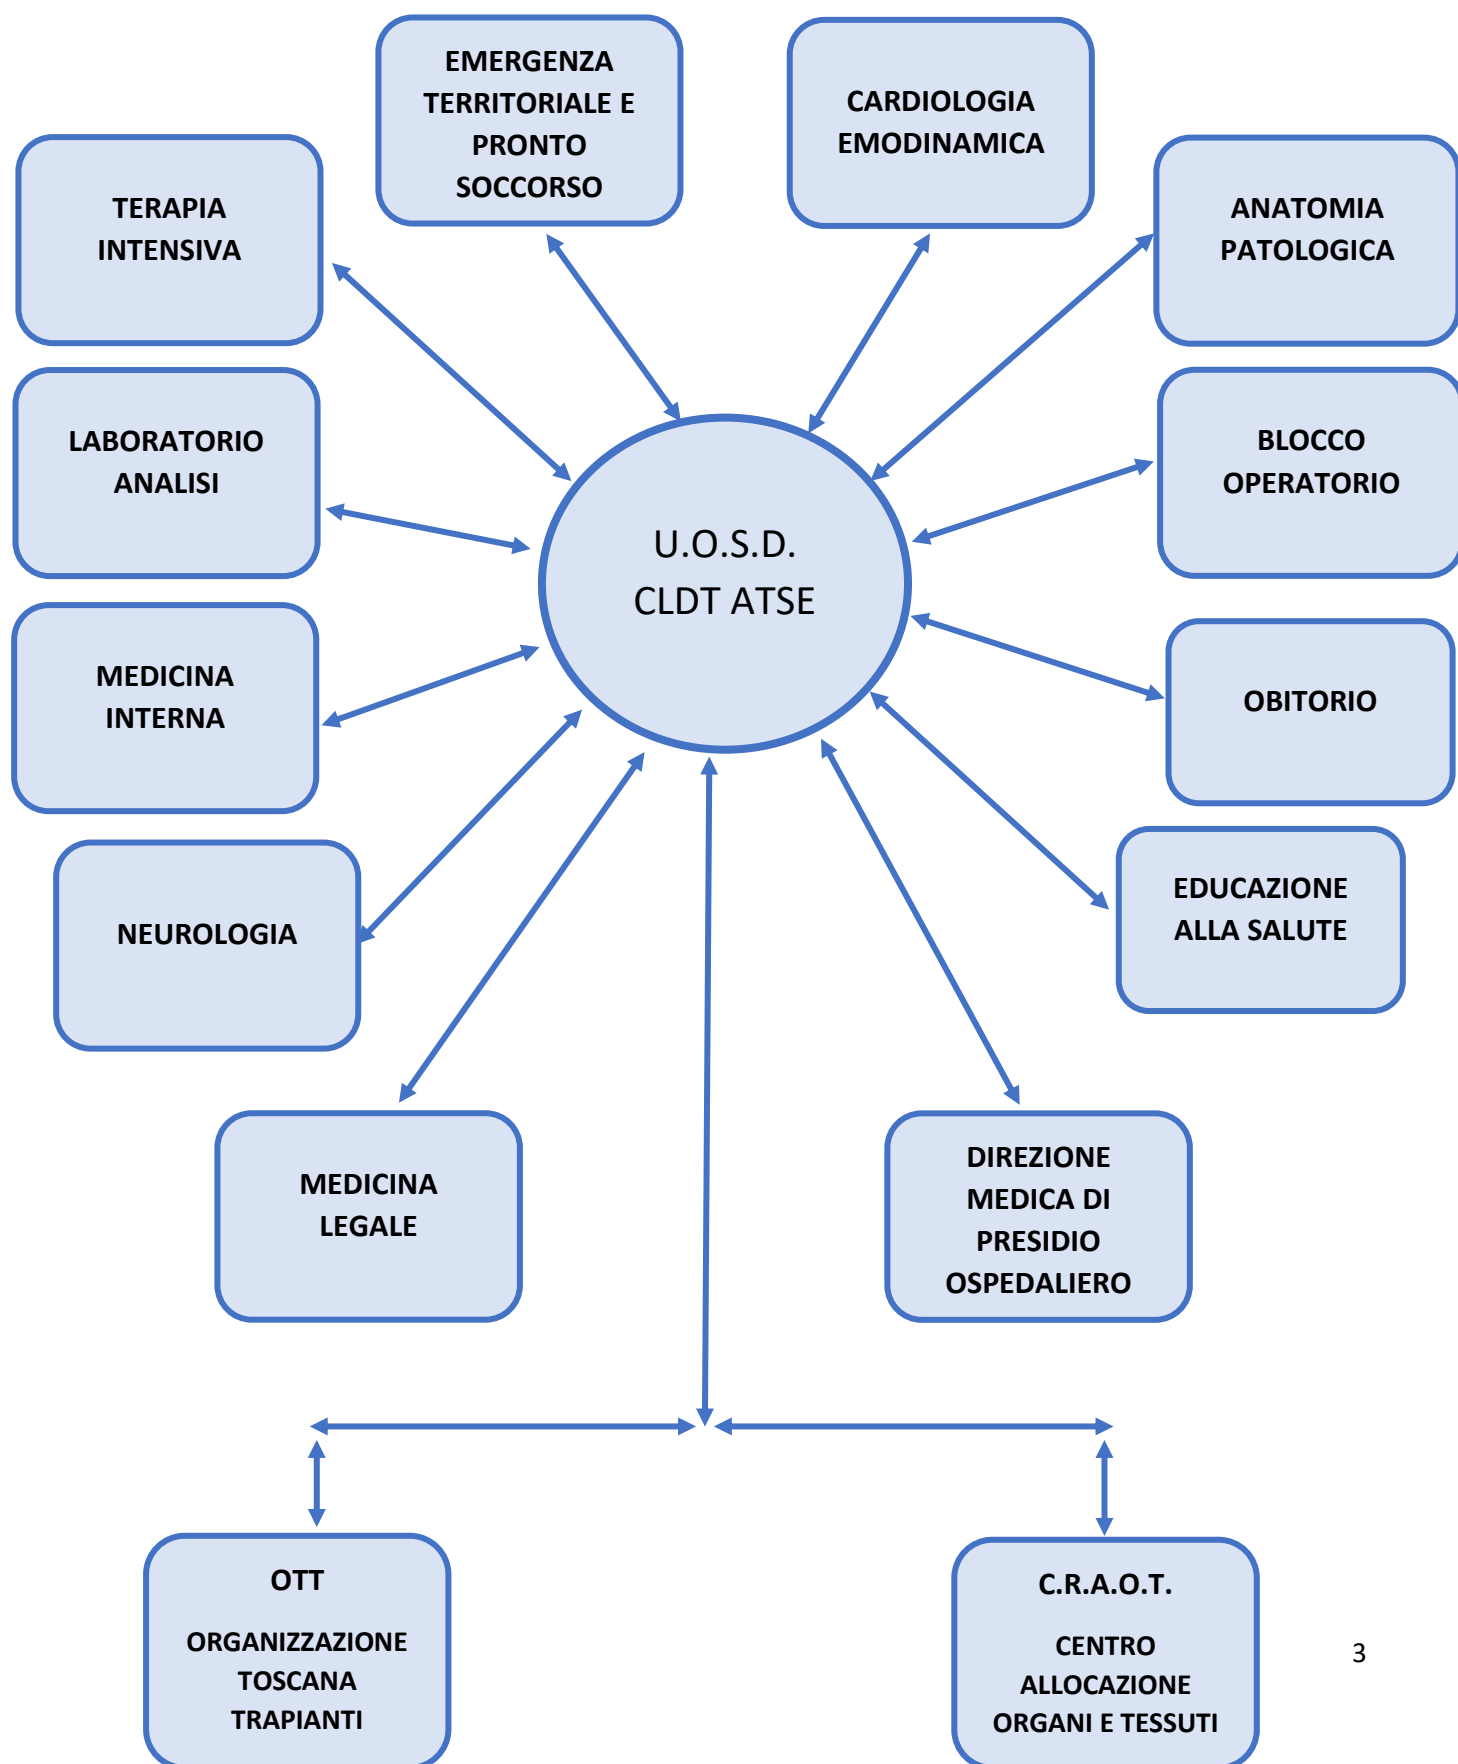 EMERGENZA
TERRITORIALE E
PRONTO
SOCCORSO
CARDIOLOGIA
EMODINAMICA
TERAPIA
INTENSIVA
ANATOMIA
PATOLOGICA
LABORATORIO
ANALISI
BLOCCO
OPERATORIO
U.O.S.D.
CLDT ATSE
MEDICINA
INTERNA
OBITORIO
NEUROLOGIA
EDUCAZIONE
ALLA SALUTE
MEDICINA
LEGALE
DIREZIONE
MEDICA DI
PRESIDIO
OSPEDALIERO
OTT
ORGANIZZAZIONE
TOSCANA
TRAPIANTI
C.R.A.O.T.
CENTRO
ALLOCAZIONE
ORGANI E TESSUTI
3